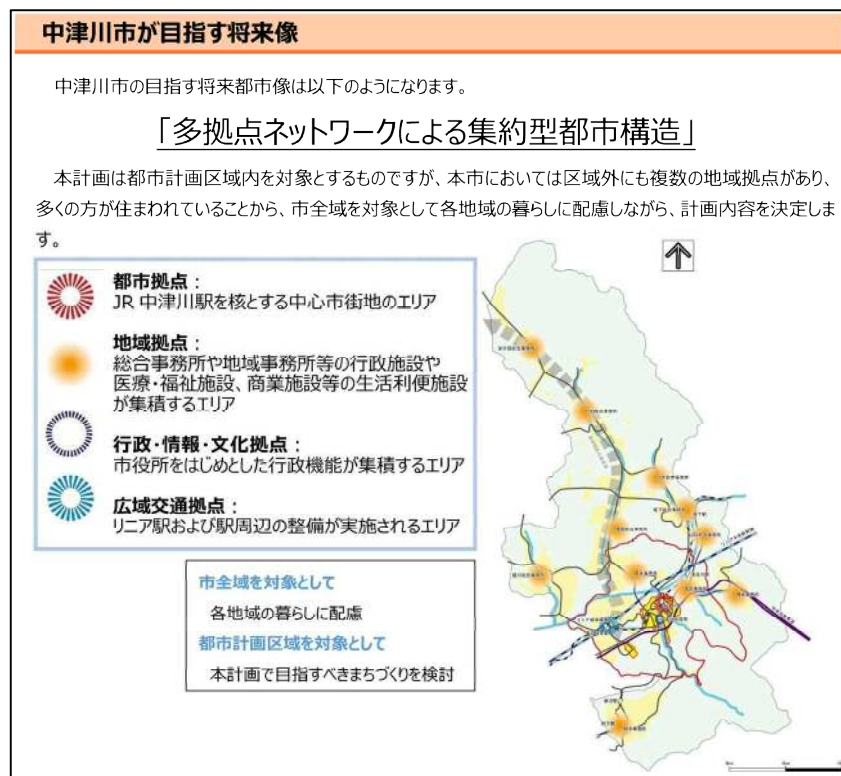 中津川市が目指す将来像
中津川市の目指す将来都市像は以下のようになります。
「多拠点ネットワークによる集約型都市構造」
本計画は都市計画区域内を対象とするものですが、本市においては区域外にも複数の地域拠点があり、
多くの方が住まわれていることから、市全域を対象として各地域の暮らしに配慮しながら、計画内容を決定しま
す。
都市拠点：
JR 中津川駅を核とする中心市街地のエリア
地域拠点：
総合事務所や地域事務所等の行政施設や
医療・福祉施設、商業施設等の生活利便施設
が集積するエリア
行政・情報・文化拠点：
市役所をはじめとした行政機能が集積するエリア
広域交通拠点：
リニア駅および駅周辺の整備が実施されるエリア
市全域を対象として
各地域の暮らしに配慮
都市計画区域を対象として
本計画で目指すべきまちづくりを検討